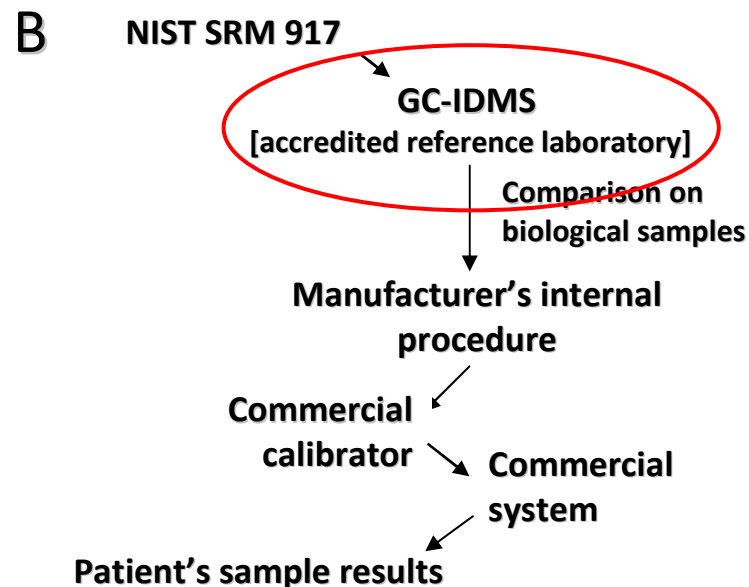 B
NIST SRM 917
GC-IDMS
[accredited reference laboratory]
Comparison on
biological samples
Manufacturer’s internal
procedure
Commercial
calibrator
Commercial
system
Patient’s sample results